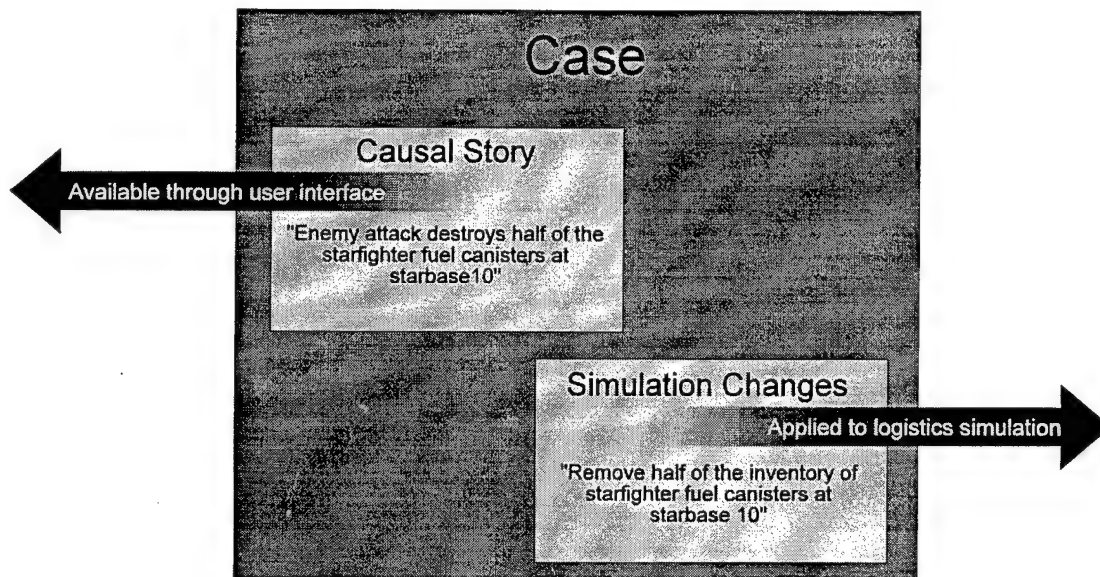 Case
Causal Story
Available through user interface
"Enemy attack destroys half of the
starfighter fuel canisters at
starbase10"
Simulation Changes
Applied to logistics simulation
"Remove half of the inventory of
starfighter fuel canisters at
starbase 10"